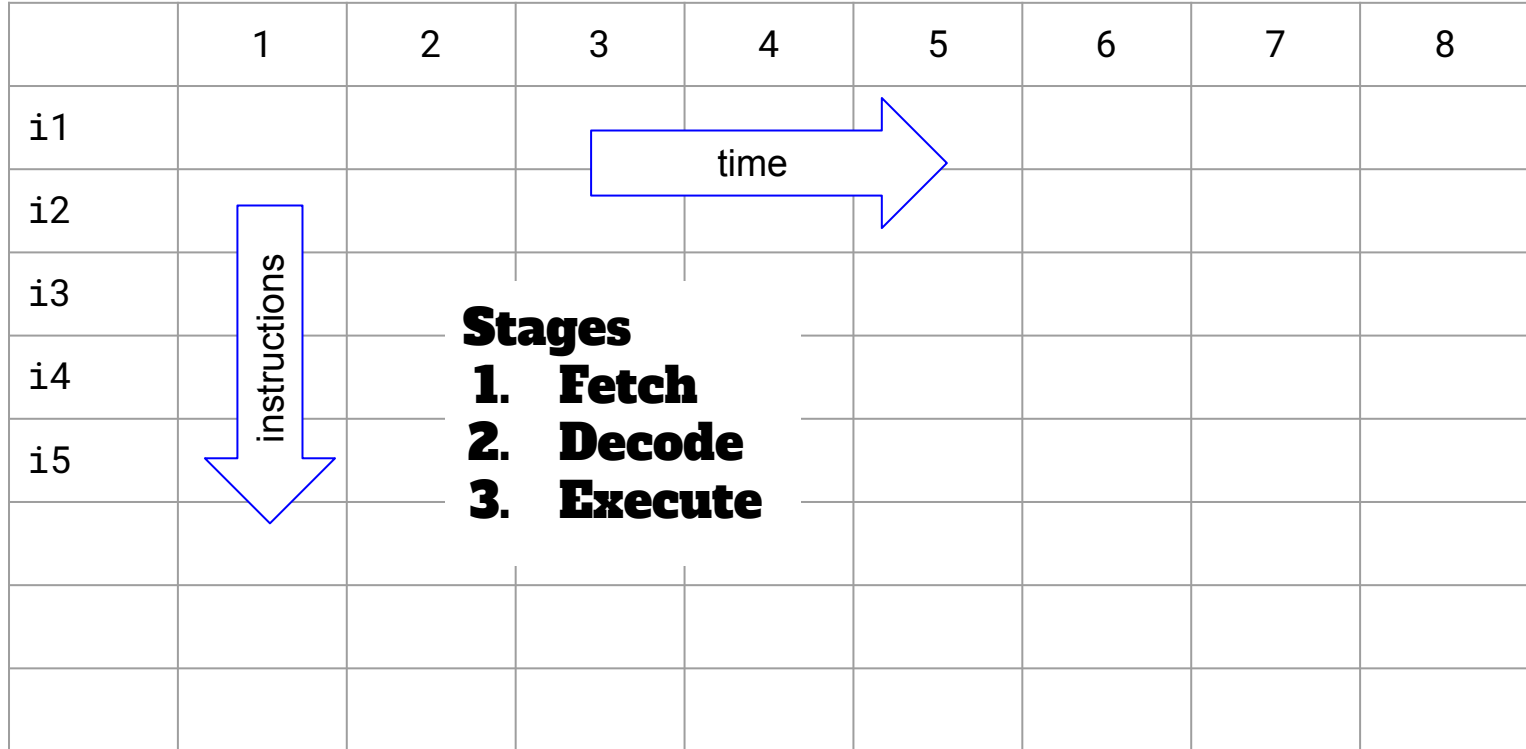 1 2 3 4 5 6 7 8
i1
time
i2
instructions
i3
Stages
1. Fetch
i4
2. Decode
i5
3. Execute